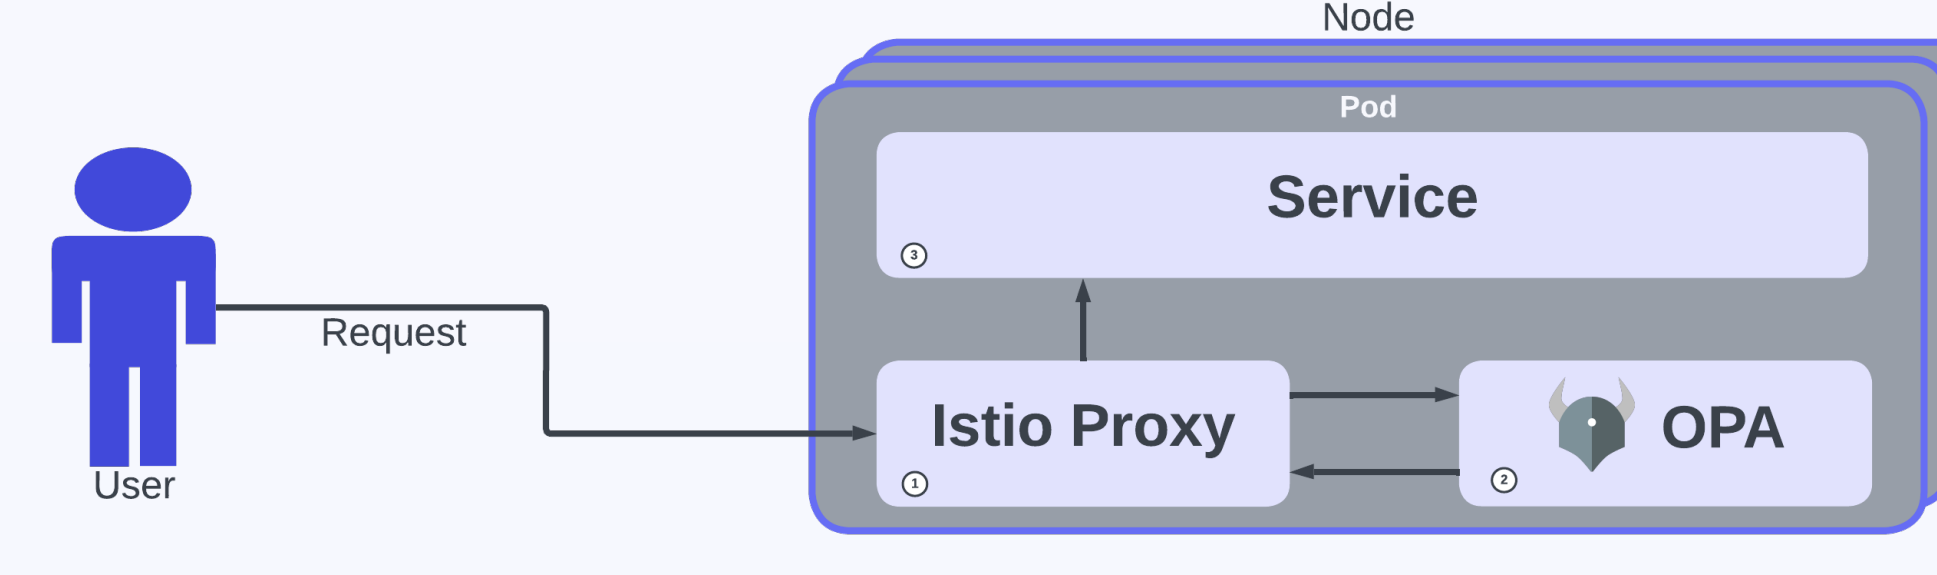 Node
Pod
Service
3
Request
Istio Proxy
1
OPA
2
User